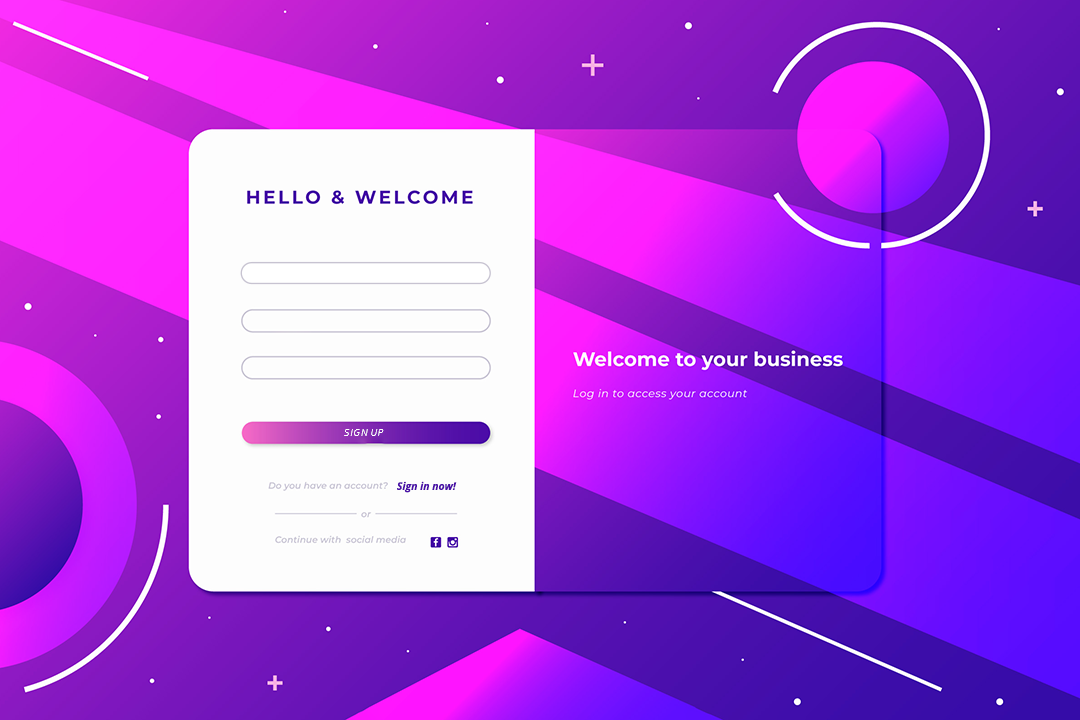 HELLO & WELCOME
SIGN UP
Do you have an account? Sign in now!
or
Continue with social media
Welcome to your business
Log in to access your account